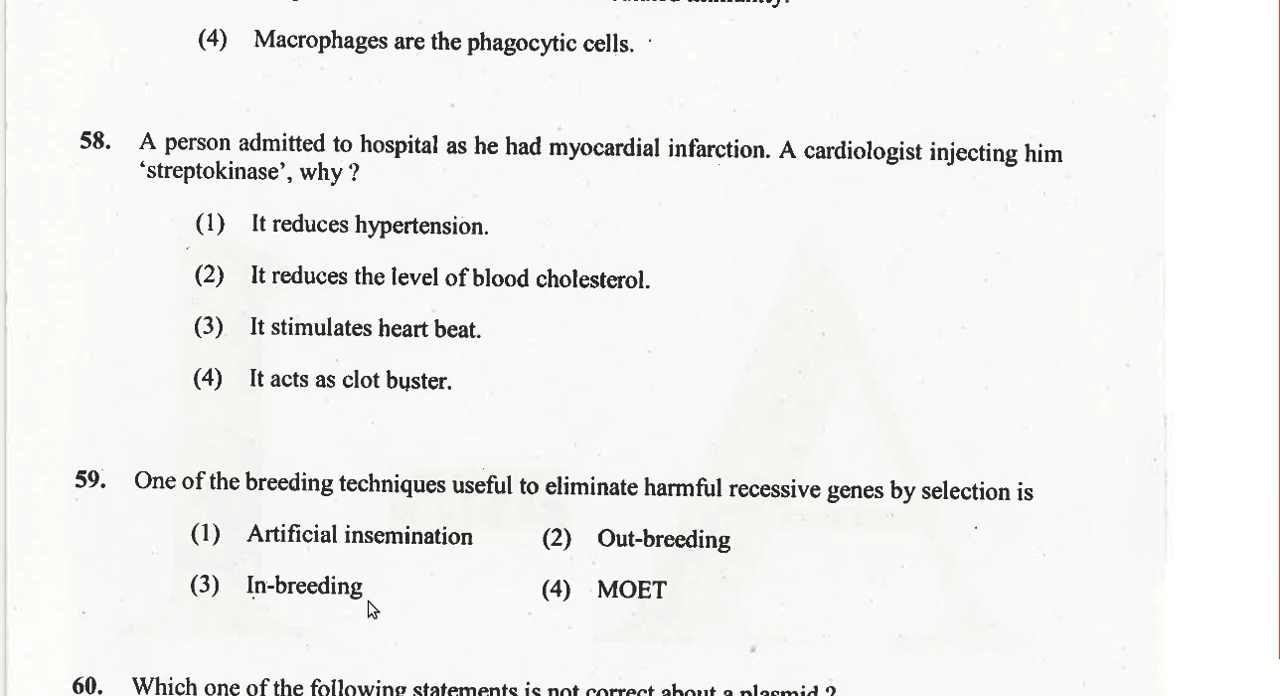 (4) Macrophages are the phagocytic cells.
58. A person admitted to hospital as he had myocardial infarction. A cardiologist injecting him
'streptokinase', why ?
(1) It reduces hypertension.
(2) It reduces the level of blood cholesterol.
(3) It stimulates heart beat.
(4) It acts as clot buster.
59. One of the breeding techniques useful to eliminate harmful recessive genes by selection is
(1) Artificial insemination (2) Out-breeding
(3) In-breeding (4) MOET
60. Which one of the following statements is not correct about a plasmid ?